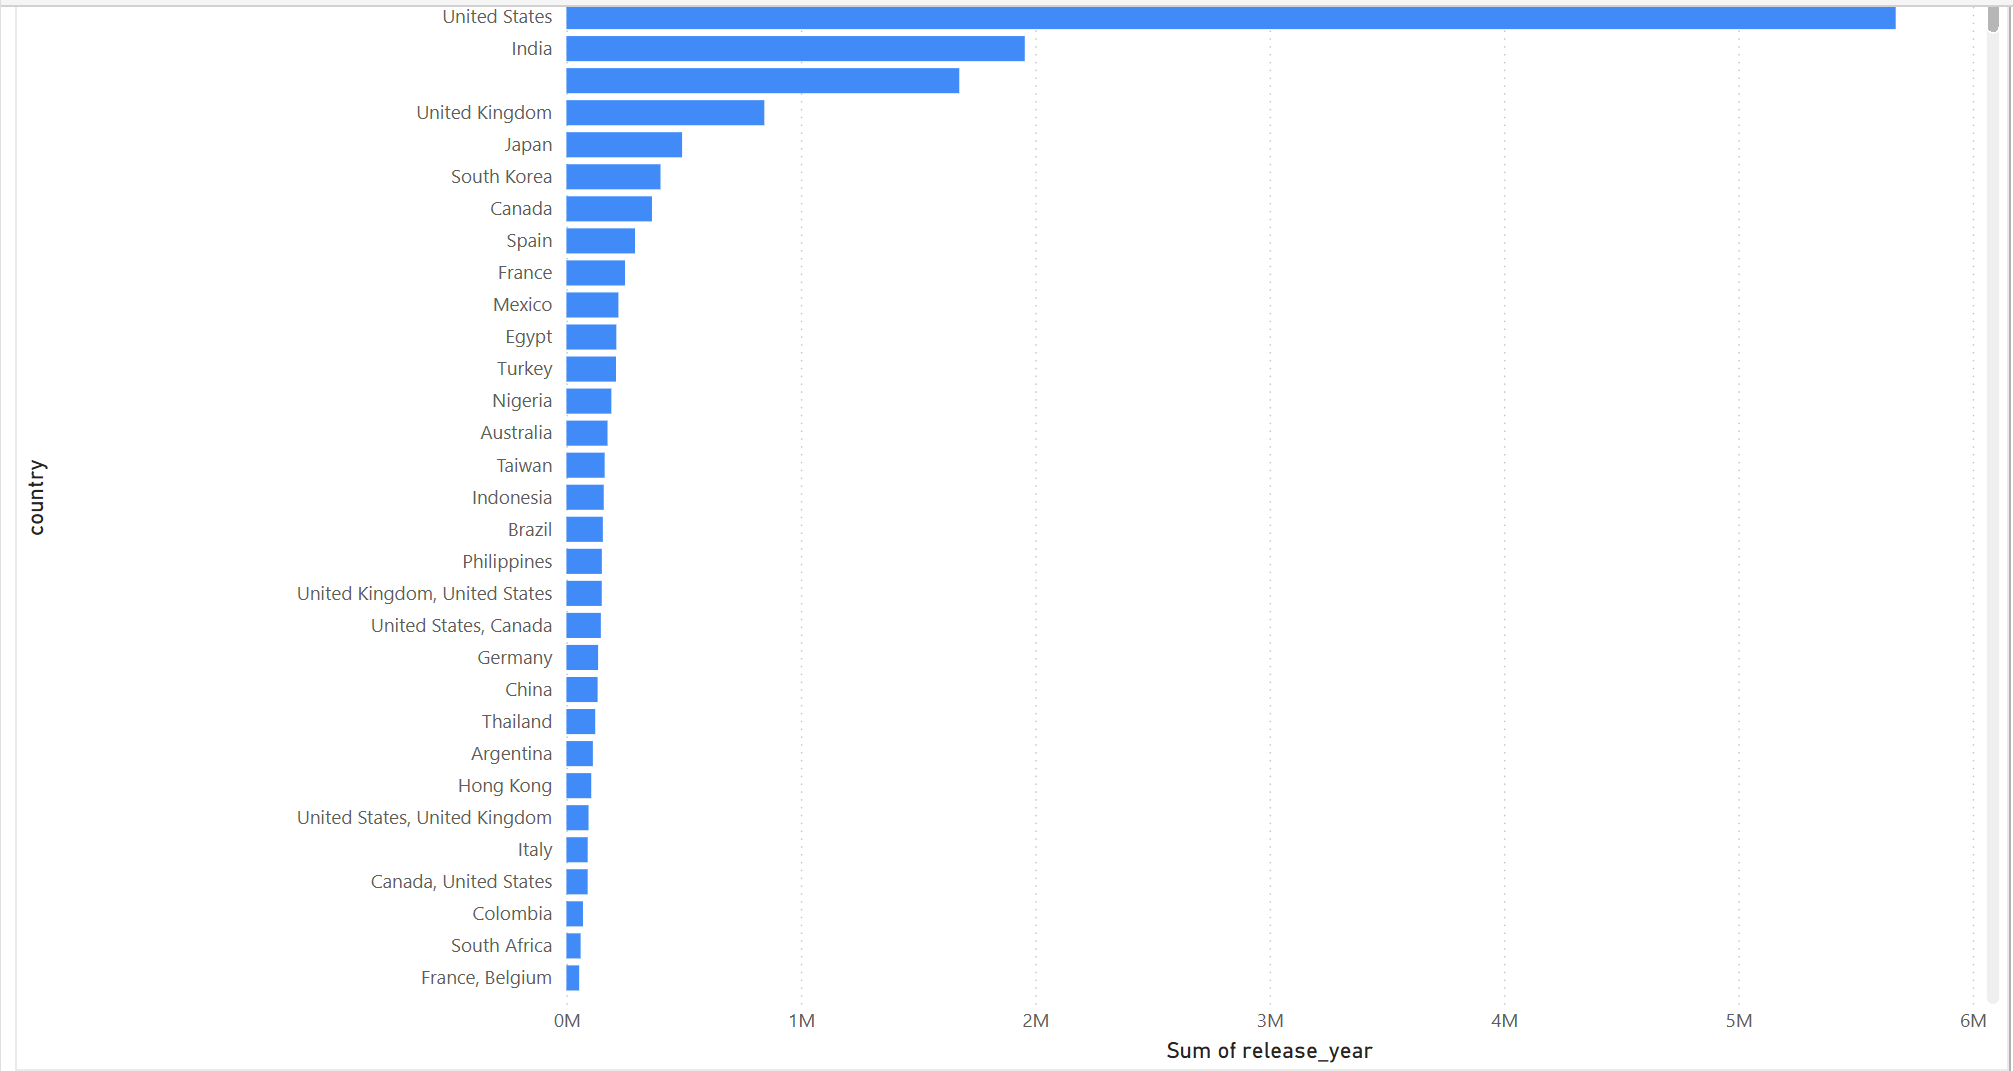 United States
India
United Kingdom
Japan
South Korea
Canada
Spain
France
Mexico
Egypt
Turkey
Nigeria
Australia
Taiwan
Indonesia
Brazil
Philippines
United Kingdom, United States
United States, Canada
Germany
China
Thailand
Argentina
Hong Kong
United States, United Kingdom
Italy
Canada, United States
Colombia
South Africa
France, Belgium
country
0M 1M 2M 3M 4M 5M 6M
Sum of release_year